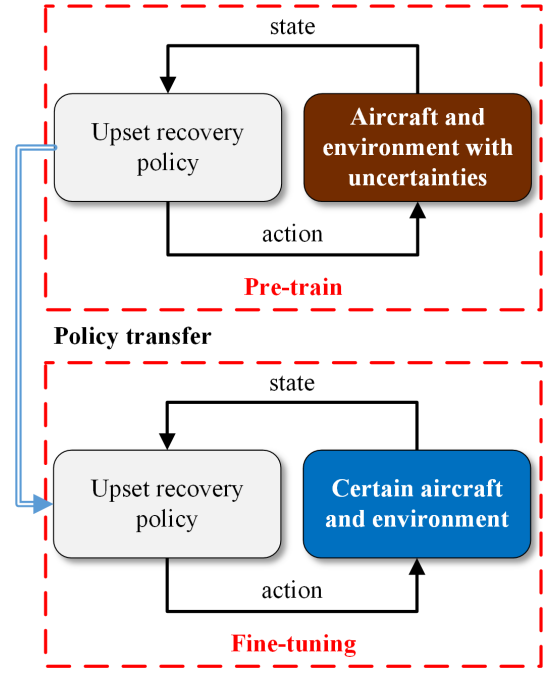 state
Upset recovery
policy
Aircraft and
environment with
uncertainties
action
Pre-train
Policy transfer
state
Upset recovery
policy
Certain aircraft
and environment
action
Fine-tuning